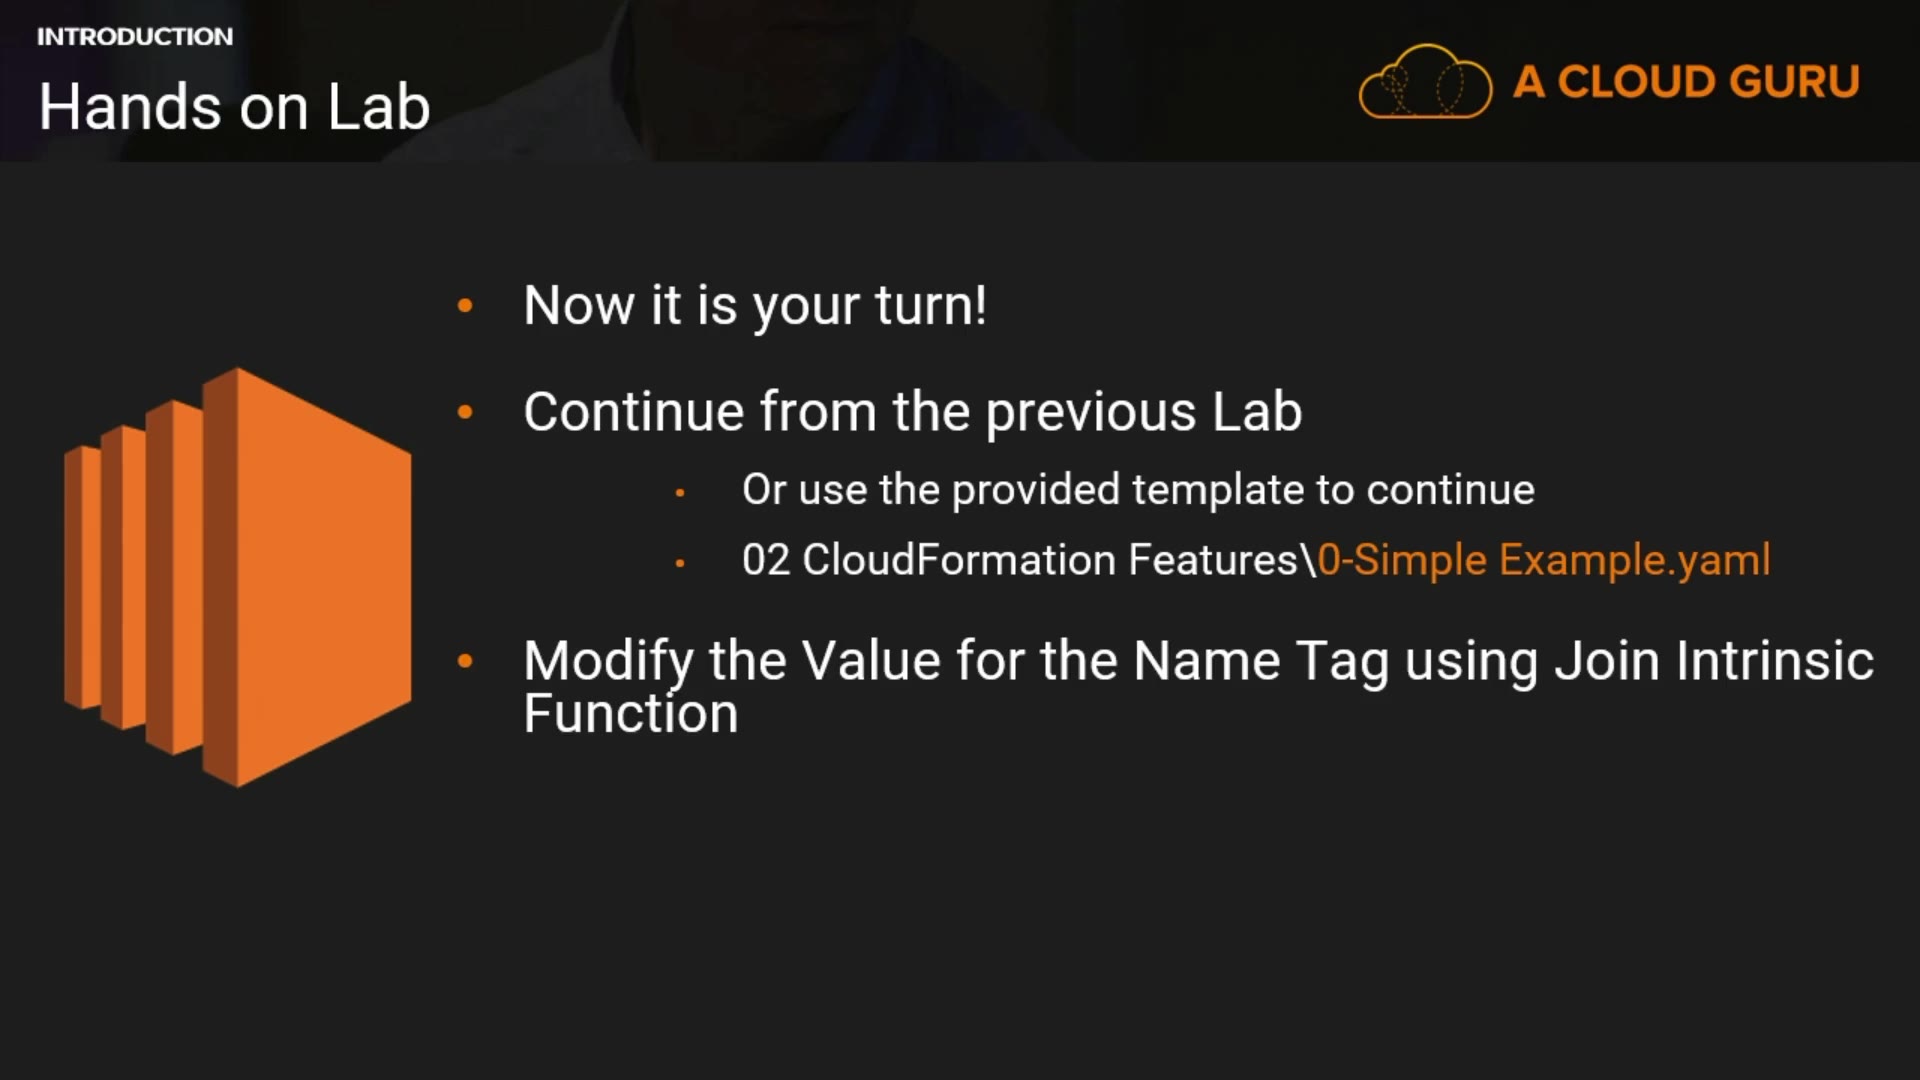 INTRODUCTION
Hands on Lab
A CLOUD GURU
• Now it is your turn!
• Continue from the previous Lab
• Or use the provided template to continue
• 02 CloudFormation Features\0-Simple Example.yaml
• Modify the Value for the Name Tag using Join Intrinsic
Function